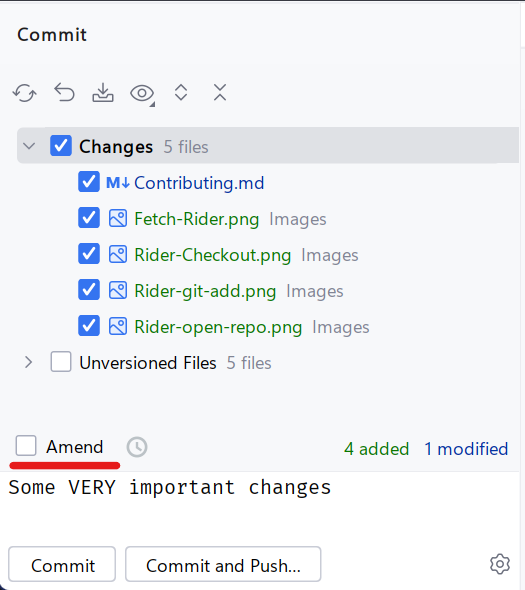 Commit
Changes 5 files
M↓ Contributing.md
Fetch-Rider.png Images
Rider-Checkout.png Images
Rider-git-add.png Images
Rider-open-repo.png Images
Unversioned Files 5 files
Amend 4 added 1 modified
Some VERY important changes
Commit Commit and Push...